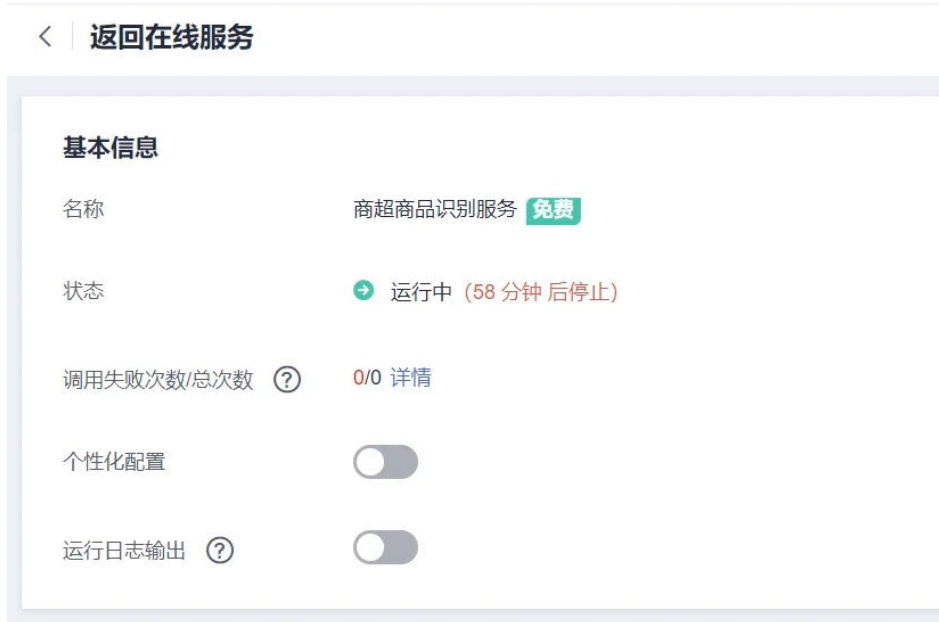 返回在线服务
基本信息
名称 商超商品识别服务 免费
状态 运行中 (58 分钟 后停止)
调用失败次数/总次数 ? 0/0 详情
个性化配置
运行日志输出 ?